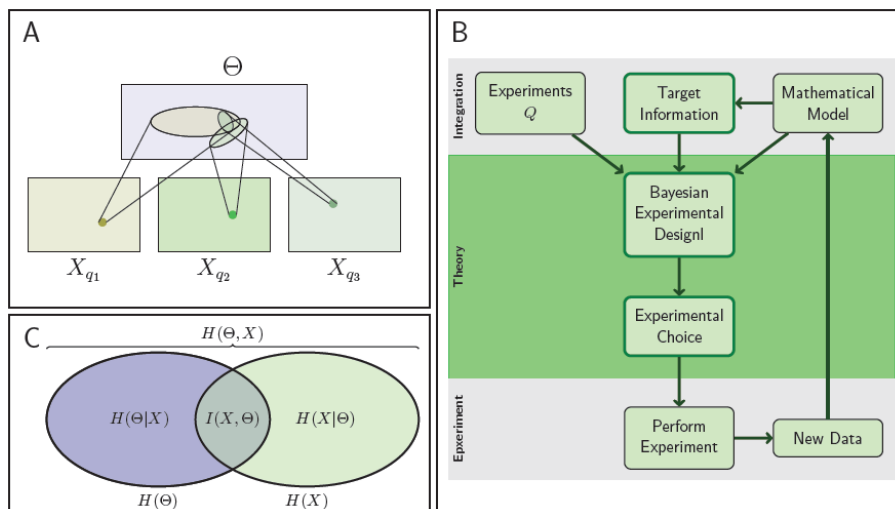 A
Θ
X_{q_1}
X_{q_2}
X_{q_3}
B
Integration
Experiments
Q
Target
Information
Mathematical
Model
Theory
Bayesian
Experimental
Designl
Experimental
Choice
Epxeriment
Perform
Experiment
New Data
C
H(Θ, X)
H(Θ|X)
I(X, Θ)
H(X|Θ)
H(Θ)
H(X)